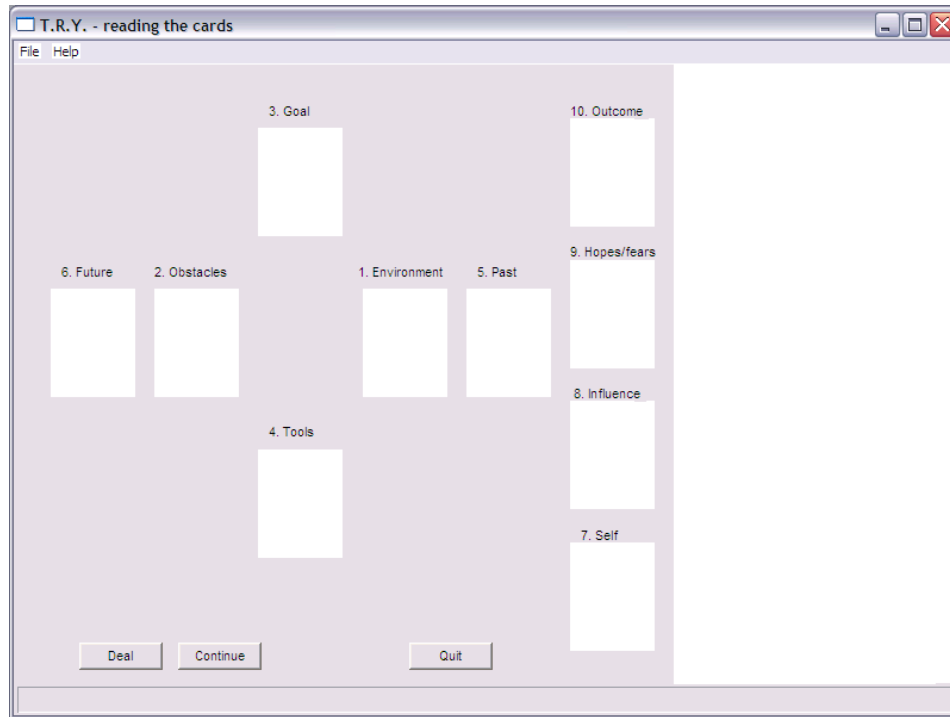 T.R.Y. - reading the cards
File Help
3. Goal
10. Outcome
9. Hopes/fears
6. Future
2. Obstacles
1. Environment
5. Past
8. Influence
4. Tools
7. Self
Deal
Continue
Quit